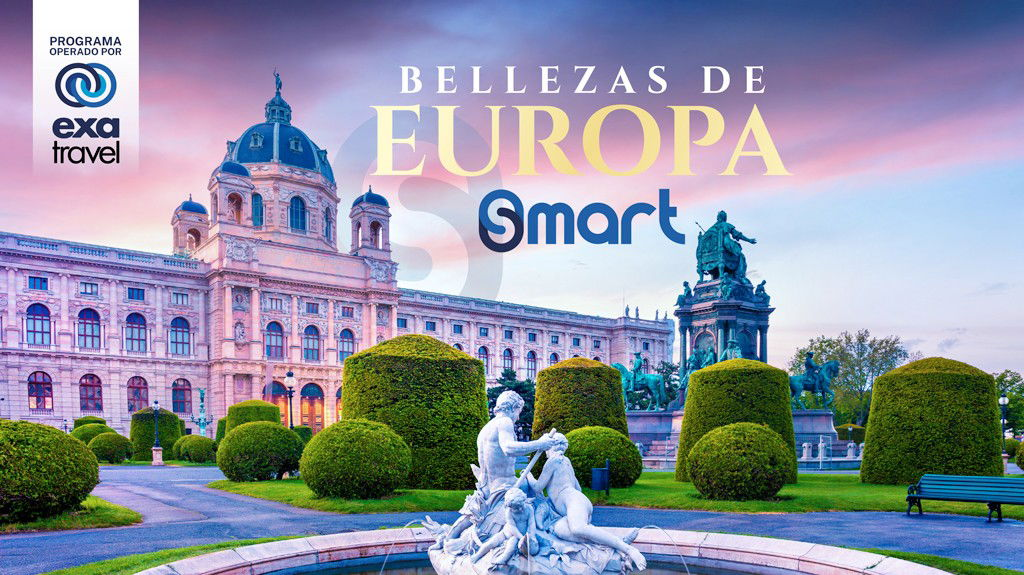 PROGRAMA
OPERADO POR
exa
travel
BELLEZAS DE
EUROPA
Smart